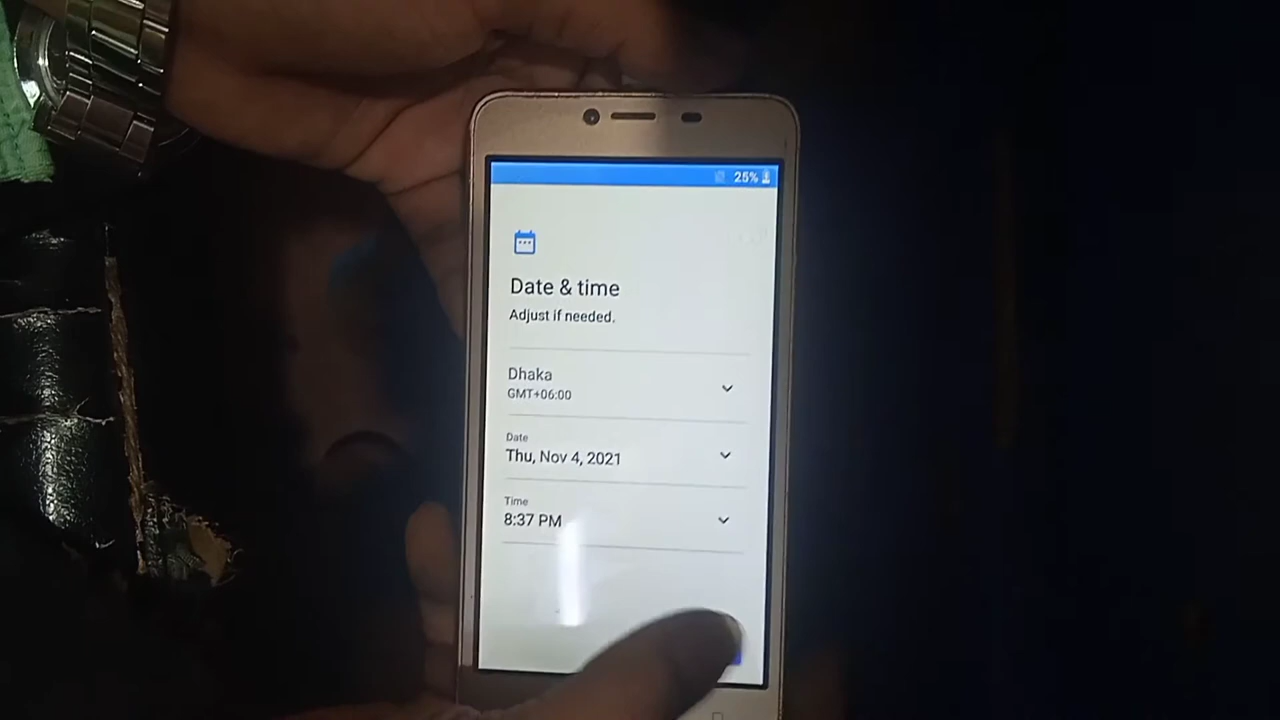 25%
Date & time
Adjust if needed.
Dhaka
GMT+06:00
Date
Thu, Nov 4, 2021
Time
8:37 PM